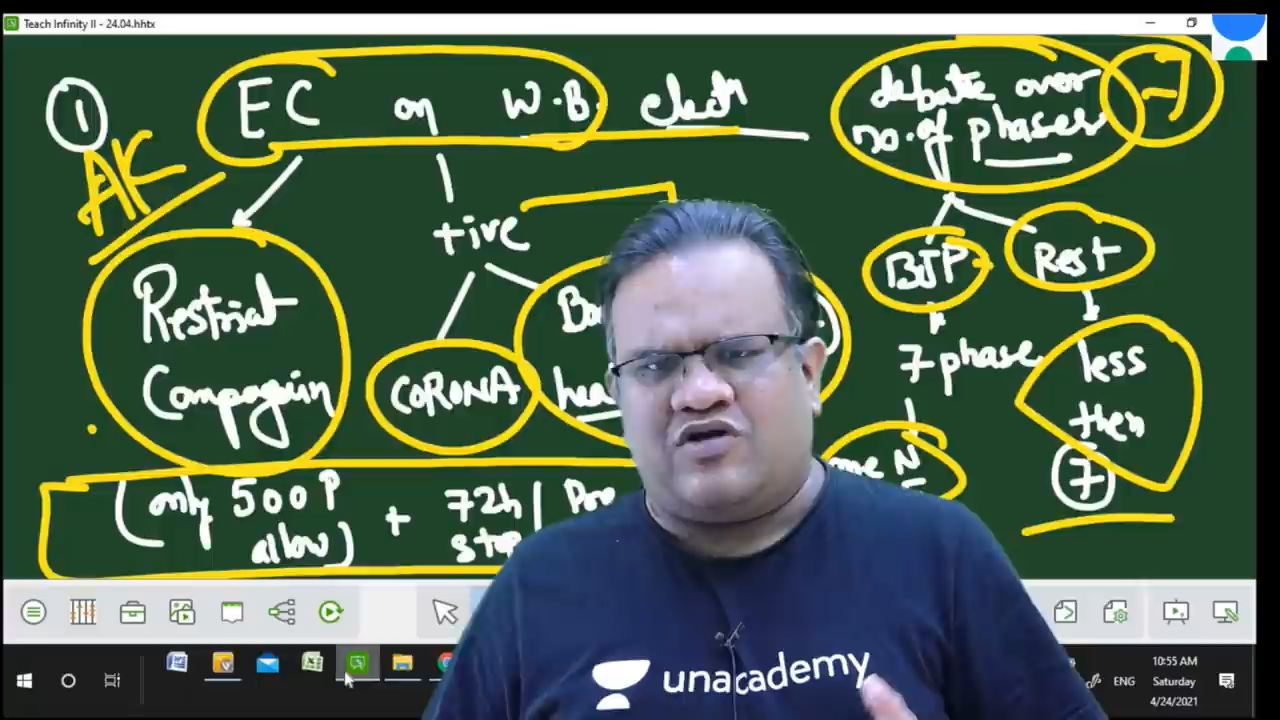 Teach Infinity II - 24.04.hhtx
① EC on W.B. electn
debate over
no. of phases
-7
AK
+ive
BJP
Rest
Restrict
Campaguin
CORONA
7 phase
less
then
⑦
(only 500 P
allow)
+
72h
stop
unacademy
ENG
10:55 AM
Saturday
4/24/2021